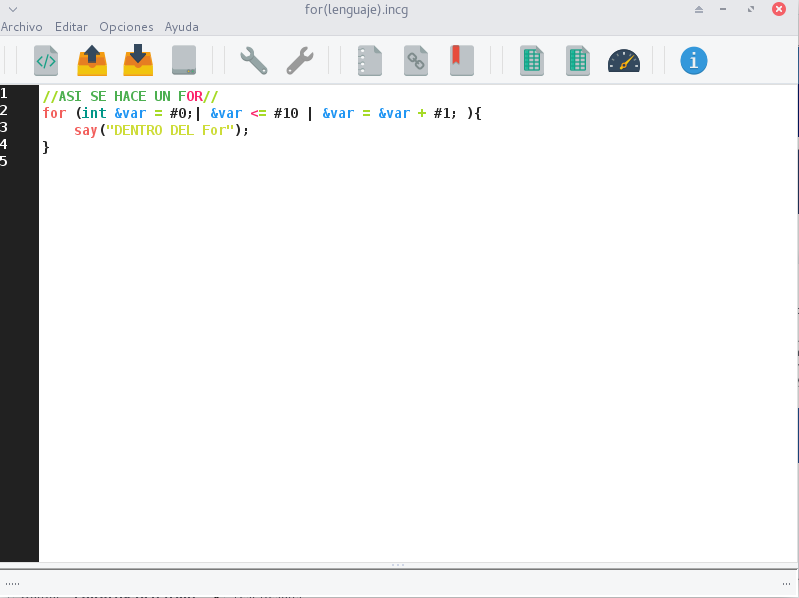 for(lenguaje).incg
Archivo Editar Opciones Ayuda
1 //ASI SE HACE UN FOR//
2 for (int &var = #0;| &var <= #10 | &var = &var + #1; ){
3 say("DENTRO DEL For");
4 }
5
..... ...